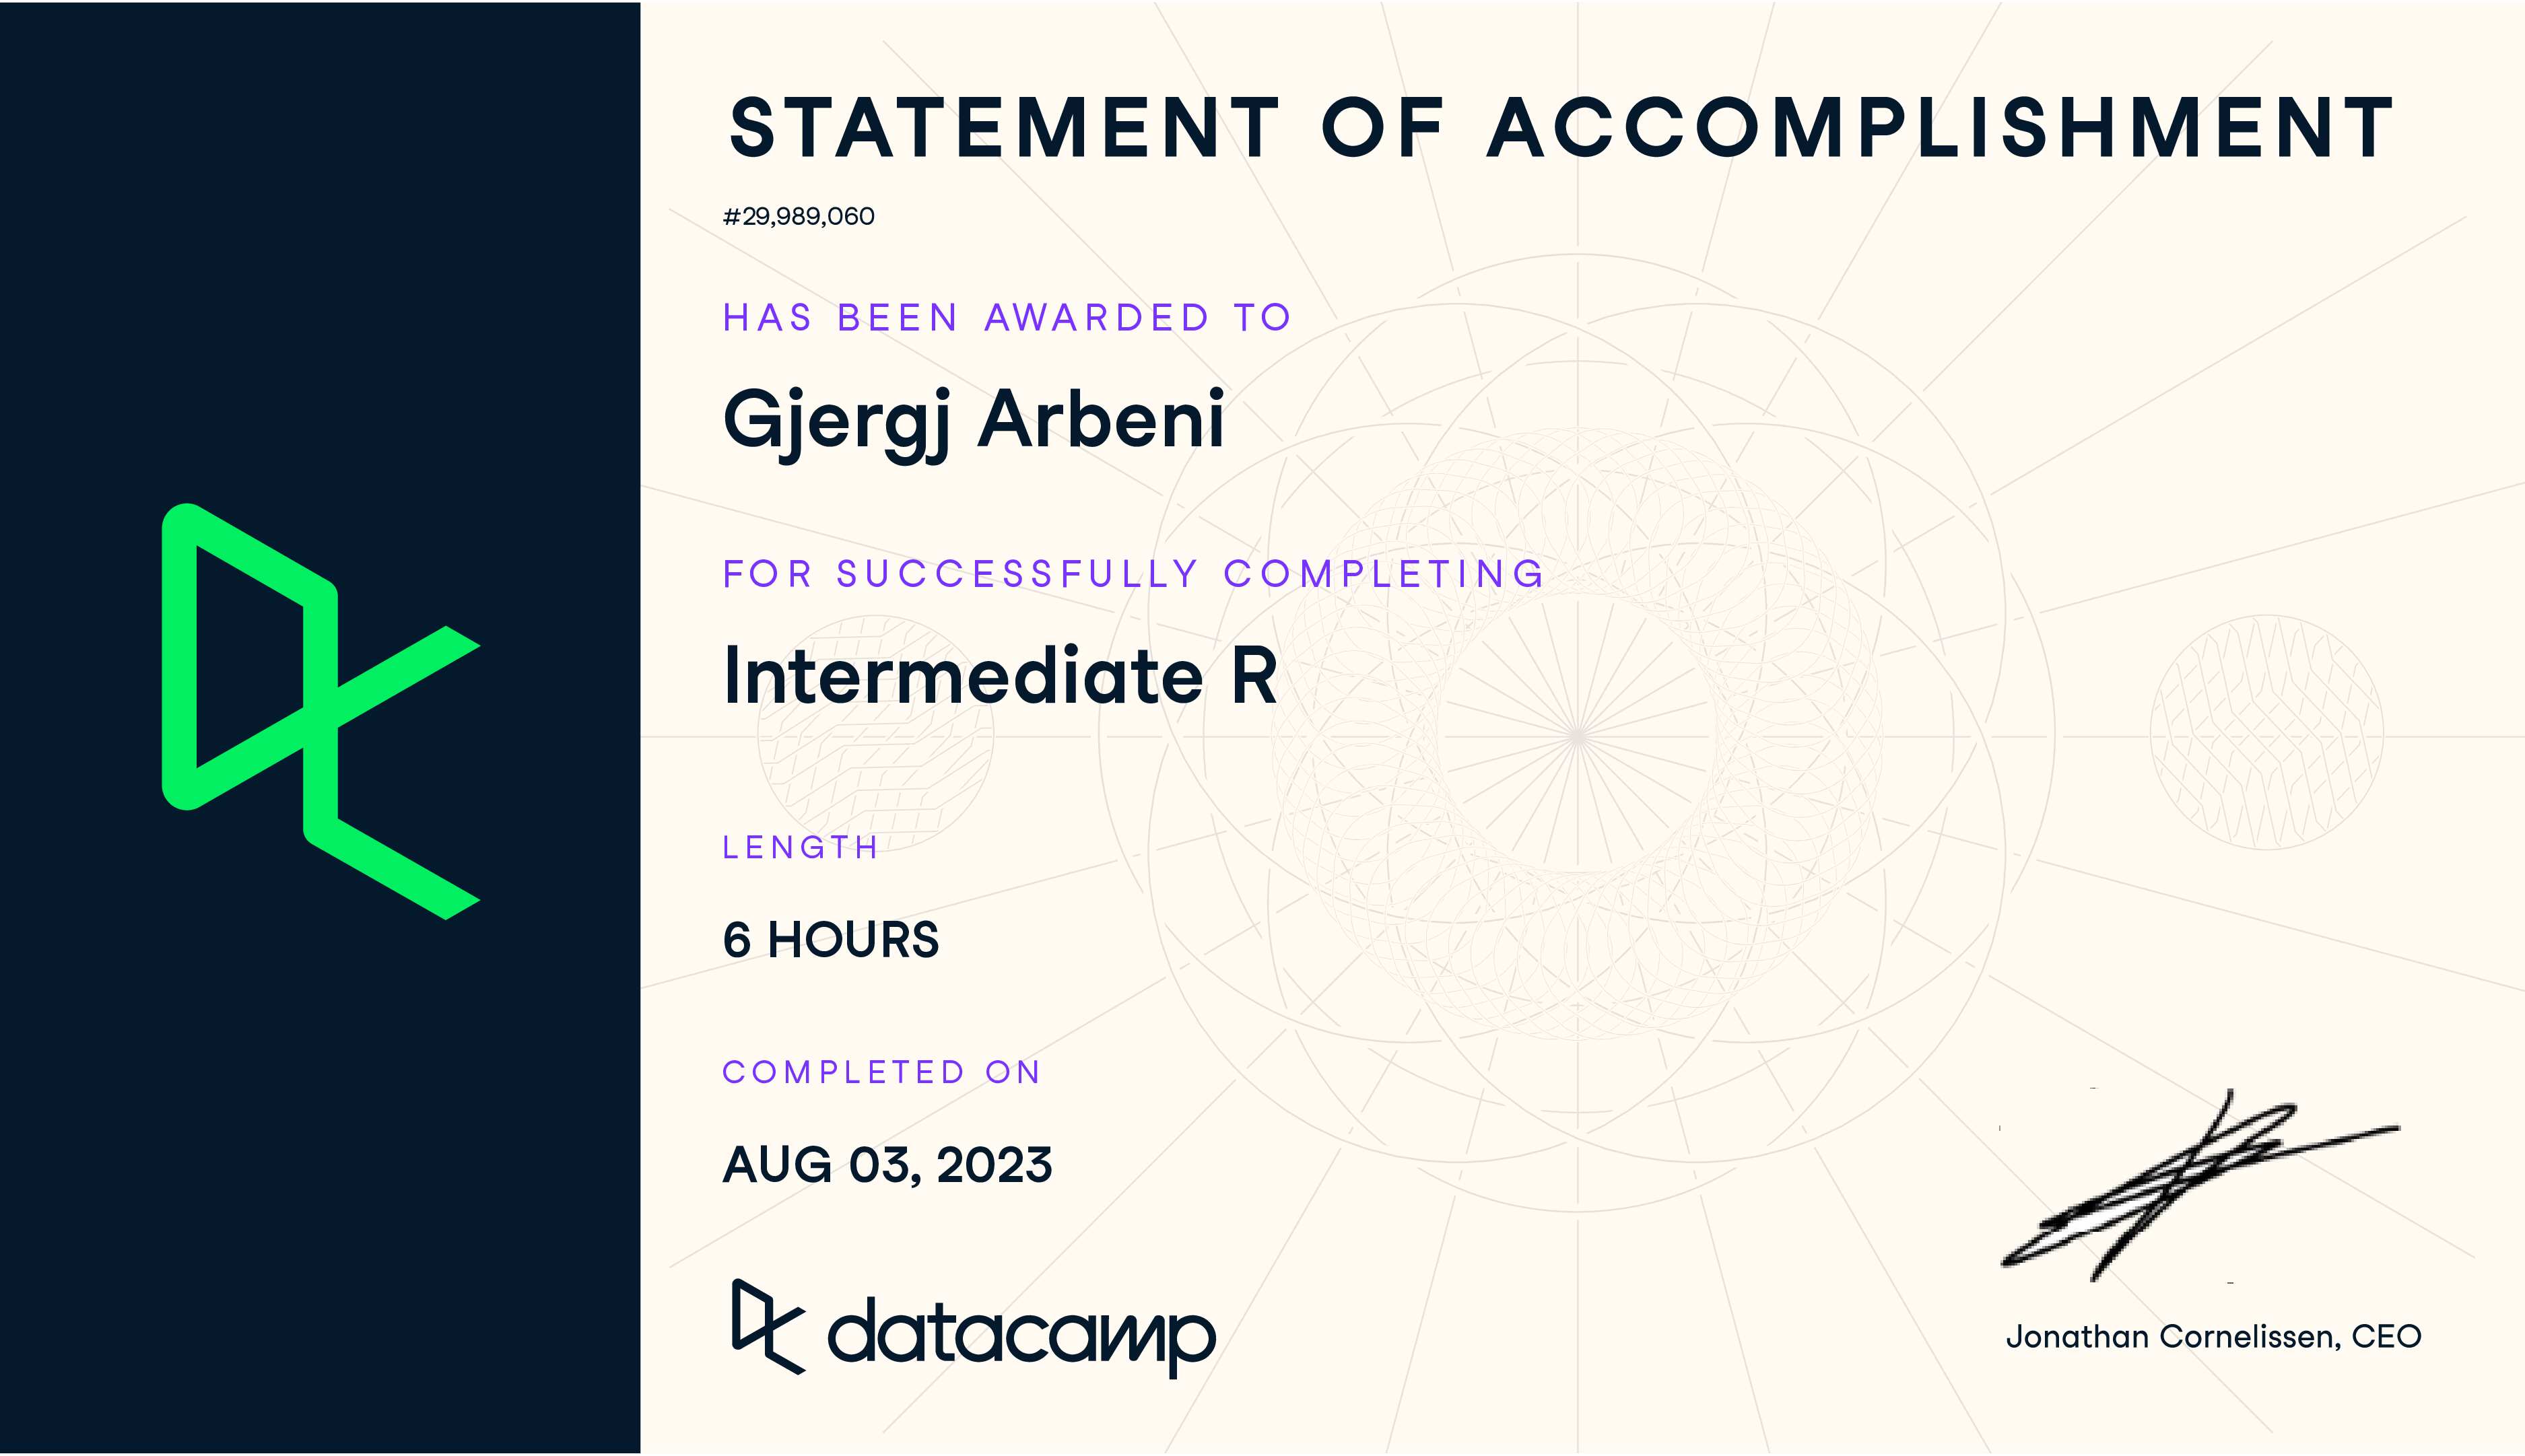 STATEMENT OF ACCOMPLISHMENT
#29,989,060
HAS BEEN AWARDED TO
Gjergj Arbeni
FOR SUCCESSFULLY COMPLETING
Intermediate R
LENGTH
6 HOURS
COMPLETED ON
AUG 03, 2023
datacamp
Jonathan Cornelissen, CEO